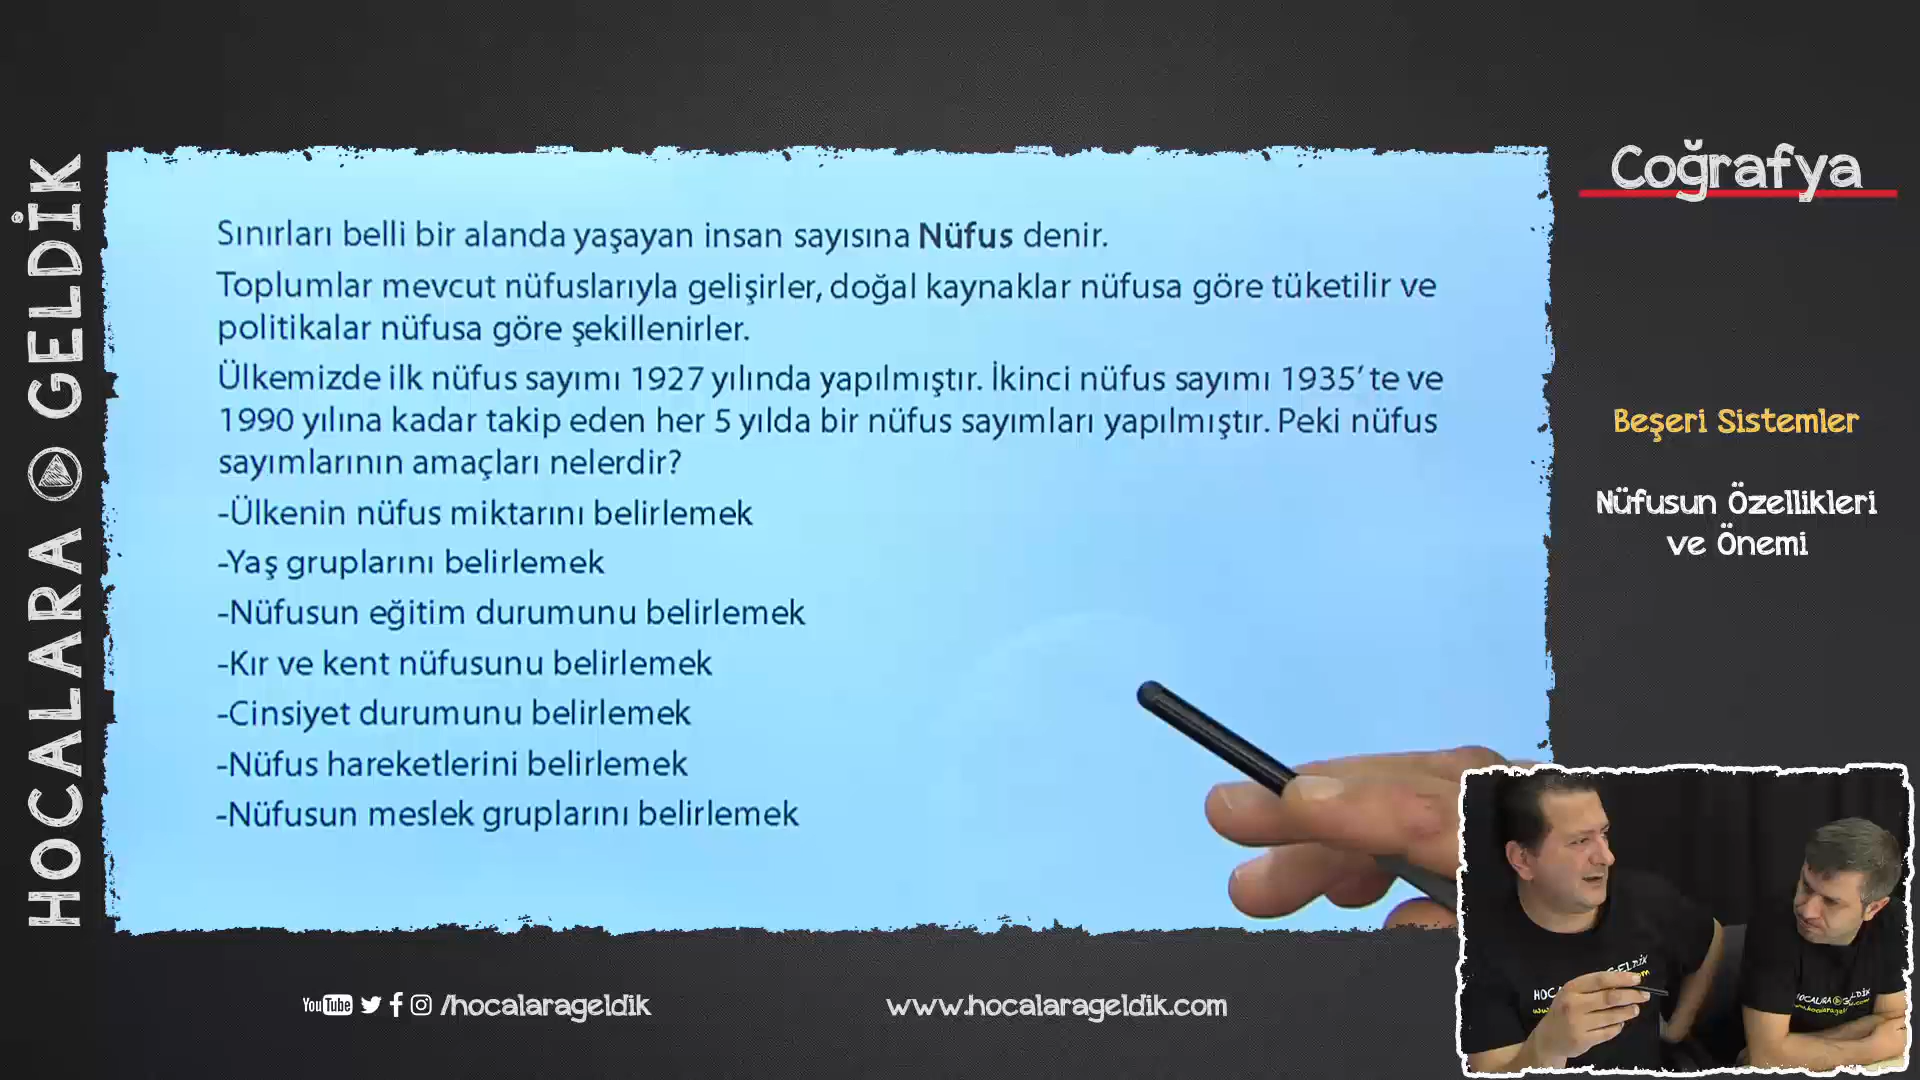 HOCALARA GELDİK
Sınırları belli bir alanda yaşayan insan sayısına Nüfus denir.
Toplumlar mevcut nüfuslarıyla gelişirler, doğal kaynaklar nüfusa göre tüketilir ve
politikalar nüfusa göre şekillenirler.
Ülkemizde ilk nüfus sayımı 1927 yılında yapılmıştır. İkinci nüfus sayımı 1935’ te ve
1990 yılına kadar takip eden her 5 yılda bir nüfus sayımları yapılmıştır. Peki nüfus
sayımlarının amaçları nelerdir?
-Ülkenin nüfus miktarını belirlemek
-Yaş gruplarını belirlemek
-Nüfusun eğitim durumunu belirlemek
-Kır ve kent nüfusunu belirlemek
-Cinsiyet durumunu belirlemek
-Nüfus hareketlerini belirlemek
-Nüfusun meslek gruplarını belirlemek
Coğrafya
Beşeri Sistemler
Nüfusun Özellikleri
ve Önemi
YouTube /hocalarageldik
www.hocalarageldik.com